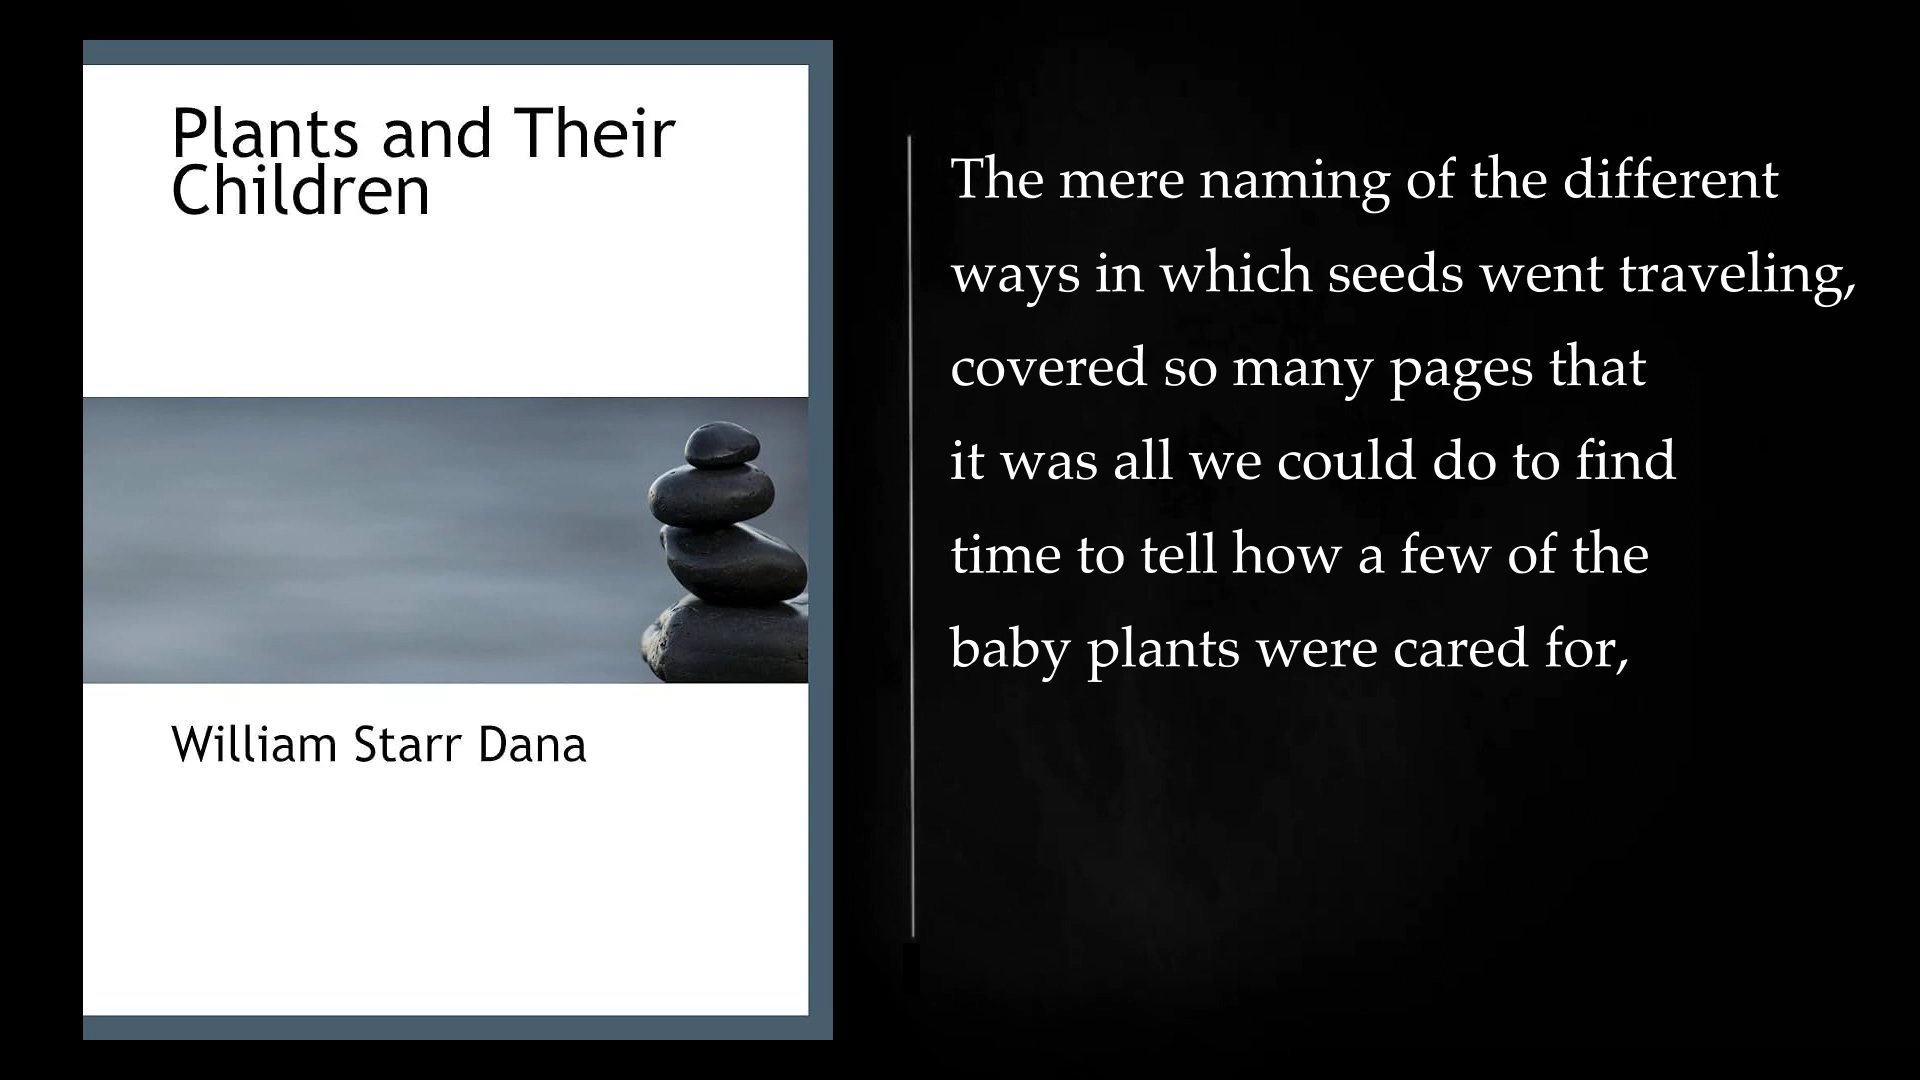 Plants and Their
Children
William Starr Dana
The mere naming of the different
ways in which seeds went traveling,
covered so many pages that
it was all we could do to find
time to tell how a few of the
baby plants were cared for,